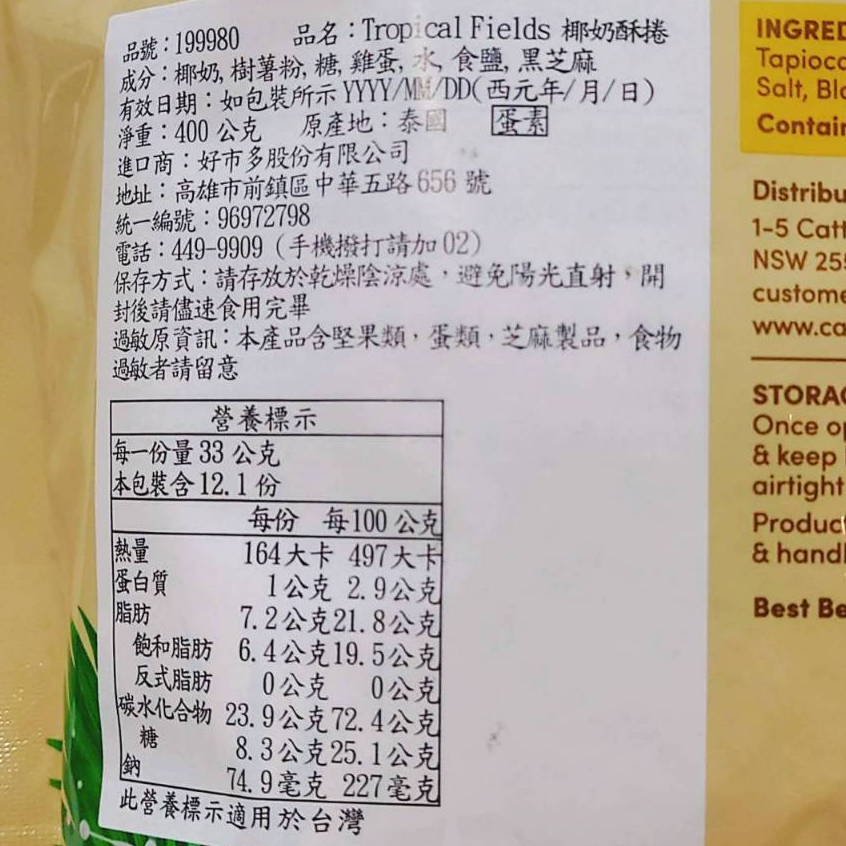 品號：199980 品名：Tropical Fields 椰奶酥捲
成分：椰奶, 樹薯粉, 糖, 雞蛋, 水, 食鹽, 黑芝麻
有效日期：如包裝所示 YYYY/MM/DD(西元年/月/日)
淨重：400 公克 原產地：泰國 蛋素
進口商：好市多股份有限公司
地址：高雄市前鎮區中華五路 656 號
統一編號：96972798
電話：449-9909（手機撥打請加 02）
保存方式：請存放於乾燥陰涼處，避免陽光直射，開
封後請儘速食用完畢
過敏原資訊：本產品含堅果類，蛋類，芝麻製品，食物
過敏者請留意
營養標示
每一份量 33 公克
本包裝含 12.1 份
每份 每100 公克
熱量 164大卡 497大卡
蛋白質 1公克 2.9公克
脂肪 7.2公克 21.8公克
飽和脂肪 6.4公克 19.5公克
反式脂肪 0公克 0公克
碳水化合物 23.9公克 72.4公克
糖 8.3公克 25.1公克
鈉 74.9毫克 227毫克
此營養標示適用於台灣
INGRED
Tapioca
Salt, Bla
Contain
Distribu
1-5 Catt
NSW 25
custome
www.ca
STORAG
Once op
& keep
airtight
Produc
& handl
Best Be